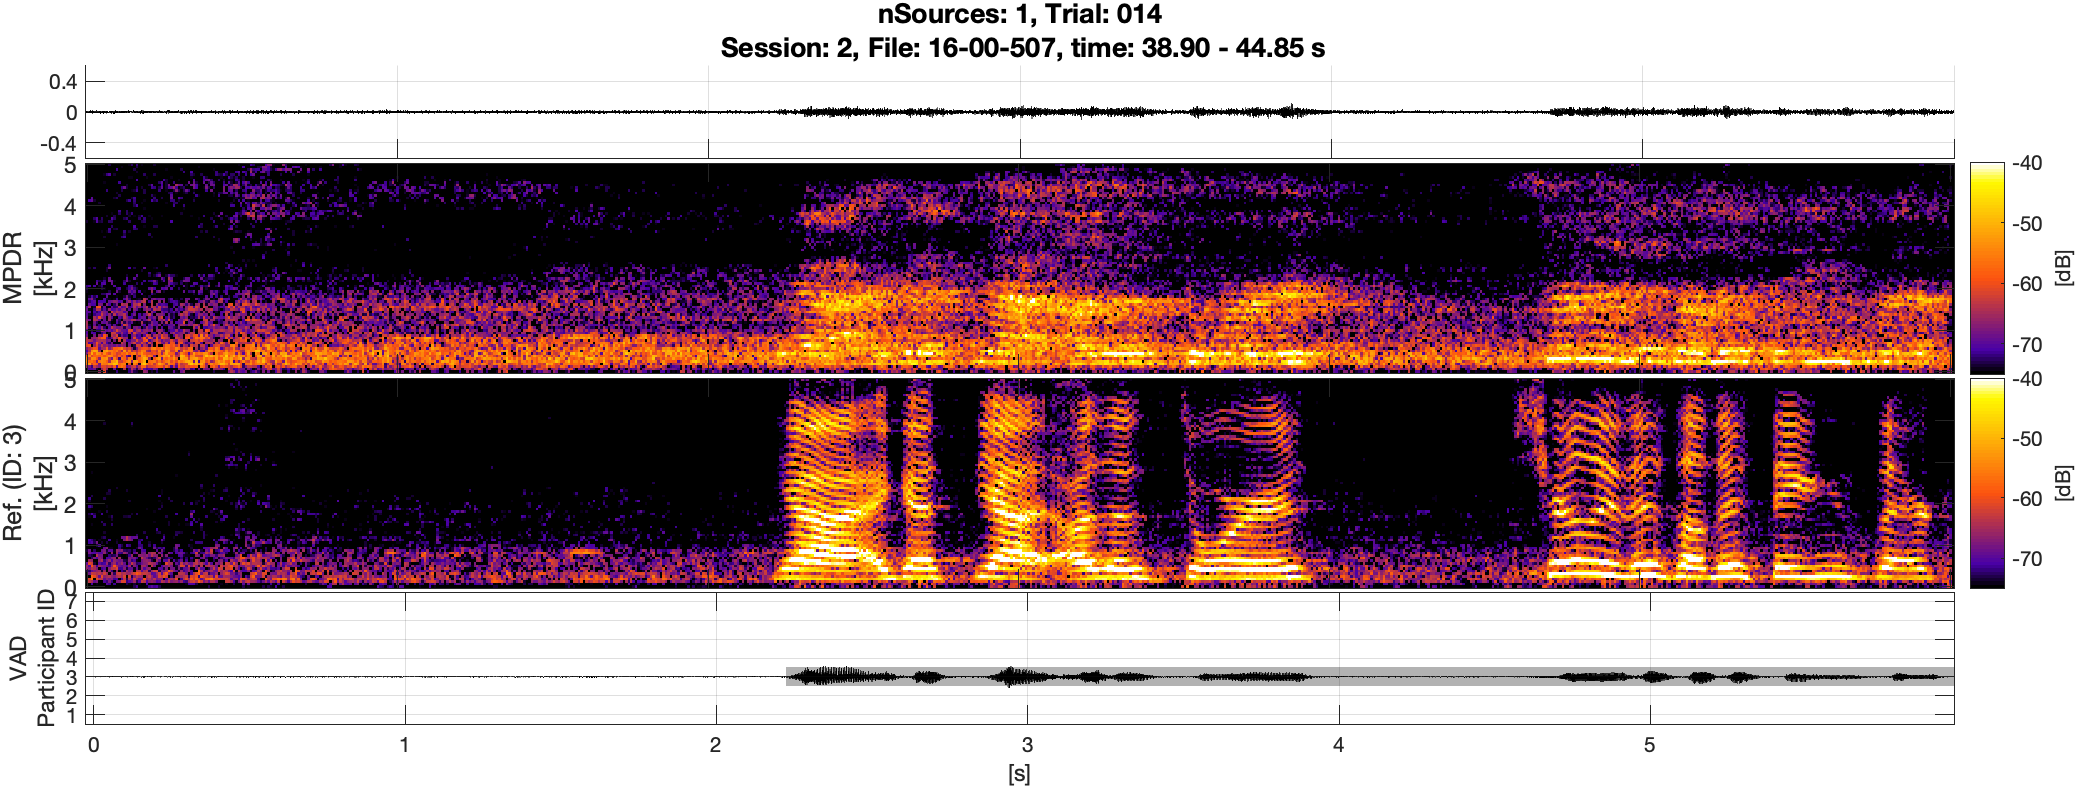 nSources: 1, Trial: 014
Session: 2, File: 16-00-507, time: 38.90 - 44.85 s
0.4
0
-0.4
MPDR
[kHz]
5
4
3
2
1
0
-40
-50
-60
-70
[dB]
Ref. (ID: 3)
[kHz]
5
4
3
2
1
0
-40
-50
-60
-70
[dB]
VAD
Participant ID
7
6
5
4
3
2
1
0 1 2 3 4 5
[s]